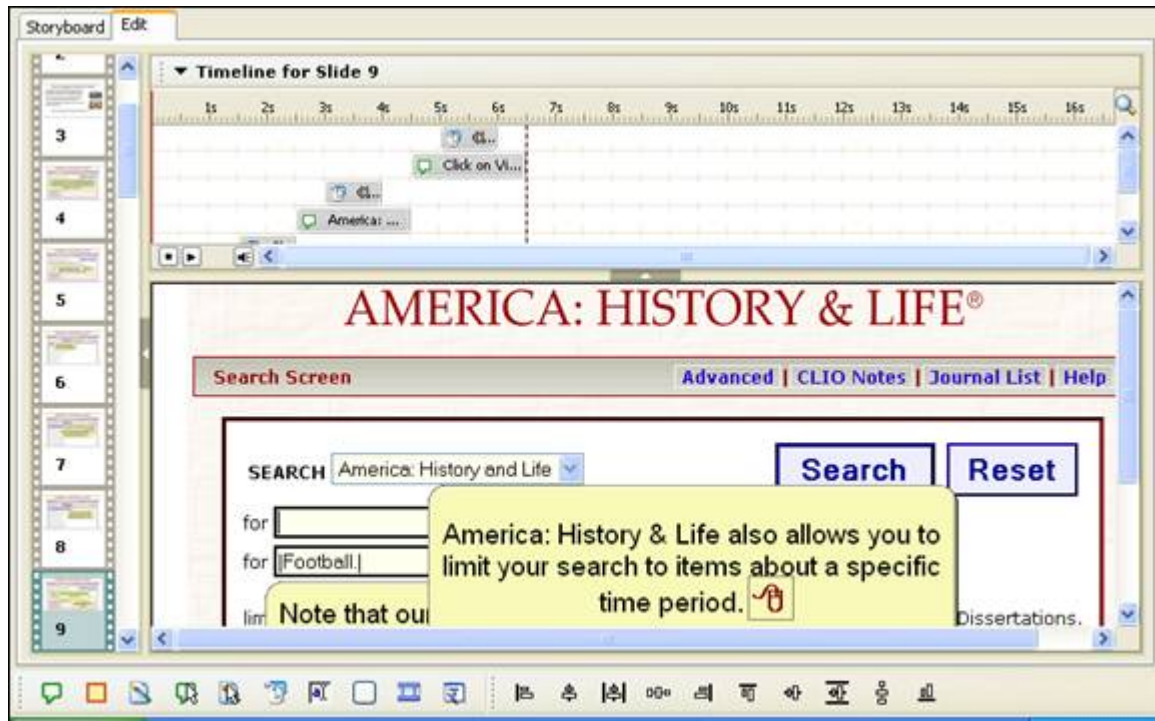 Storyboard Edit
Timeline for Slide 9
1s 2s 3s 4s 5s 6s 7s 8s 9s 10s 11s 12s 13s 14s 15s 16s
Click on Vi...
America: ...
3
4
5
6
7
8
9
AMERICA: HISTORY & LIFE®
Search Screen Advanced | CLIO Notes | Journal List | Help
SEARCH America: History and Life Search Reset
for
for |Football.|
America: History & Life also allows you to
limit your search to items about a specific
time period.
Note that our
Dissertations.